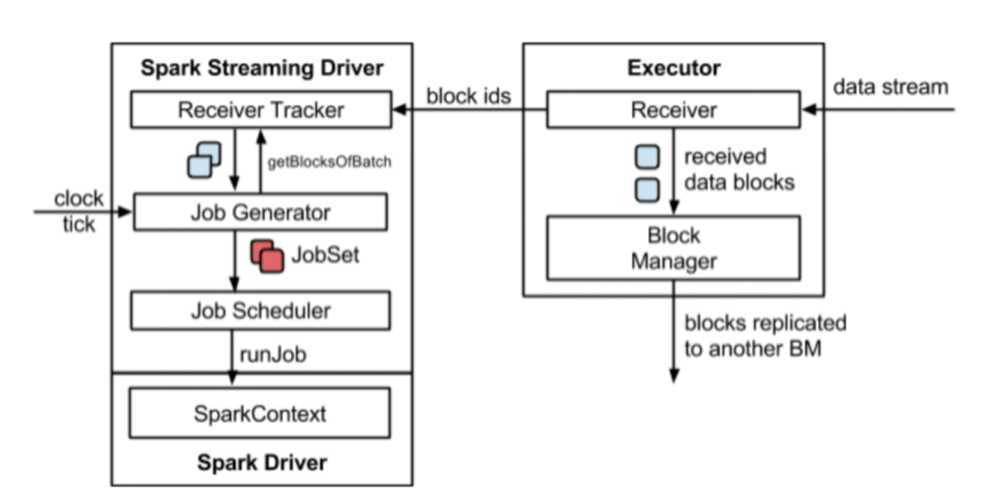 Spark Streaming Driver
Receiver Tracker
getBlocksOfBatch
clock
tick
Job Generator
JobSet
Job Scheduler
runJob
SparkContext
Spark Driver
block ids
Executor
Receiver
data stream
received
data blocks
Block
Manager
blocks replicated
to another BM